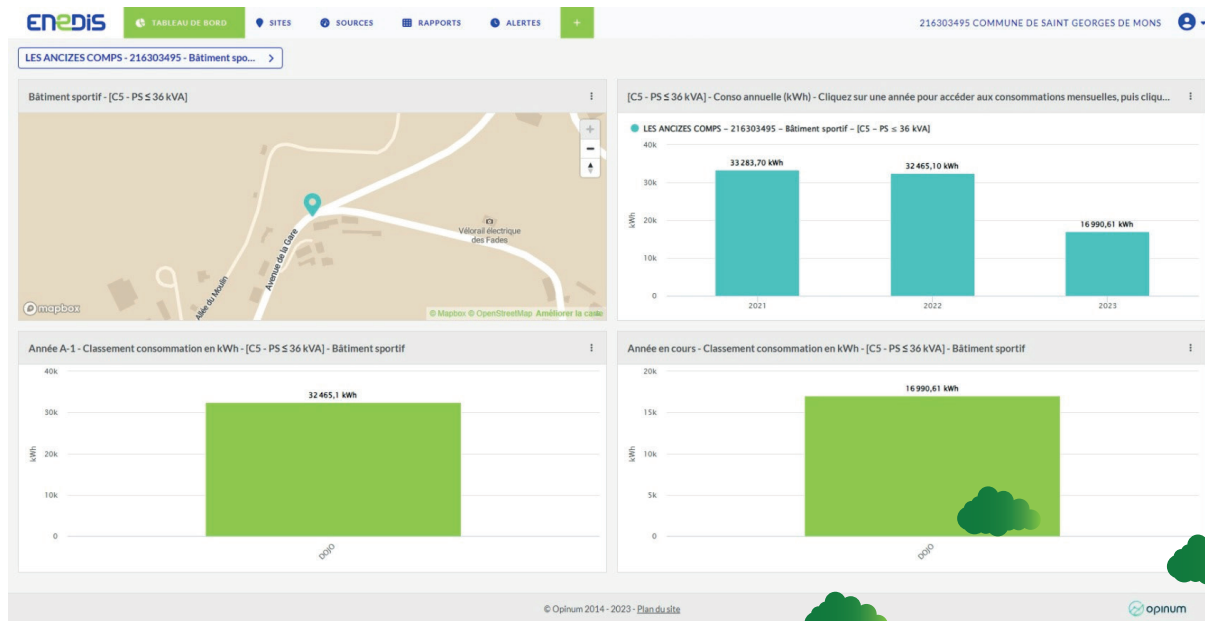 ENEDIS
TABLEAU DE BORD
SITES
SOURCES
RAPPORTS
ALERTES
+
216303495 COMMUNE DE SAINT GEORGES DE MONS
LES ANCIZES COMPS - 216303495 - Bâtiment spo...
Bâtiment sportif - [C5 - PS ≤ 36 kVA]
Avenue de la Gare
Allée du Moulin
Vélorail électrique
des Fades
mapbox
© Mapbox © OpenStreetMap Améliorer la carte
[C5 - PS ≤ 36 kVA] - Conso annuelle (kWh) - Cliquez sur une année pour accéder aux consommations mensuelles, puis cliqu...
LES ANCIZES COMPS - 216303495 - Bâtiment sportif - [C5 - PS ≤ 36 kVA]
40k
30k
20k
10k
0
kWh
33 283,70 kWh
32 465,10 kWh
16 990,61 kWh
2021
2022
2023
Année A-1 - Classement consommation en kWh - [C5 - PS ≤ 36 kVA] - Bâtiment sportif
40k
30k
20k
10k
0
kWh
32 465,1 kWh
DOJO
Année en cours - Classement consommation en kWh - [C5 - PS ≤ 36 kVA] - Bâtiment sportif
20k
15k
10k
5k
0
kWh
16 990,61 kWh
DOJO
© Opinum 2014 - 2023 - Plan du site
opinum